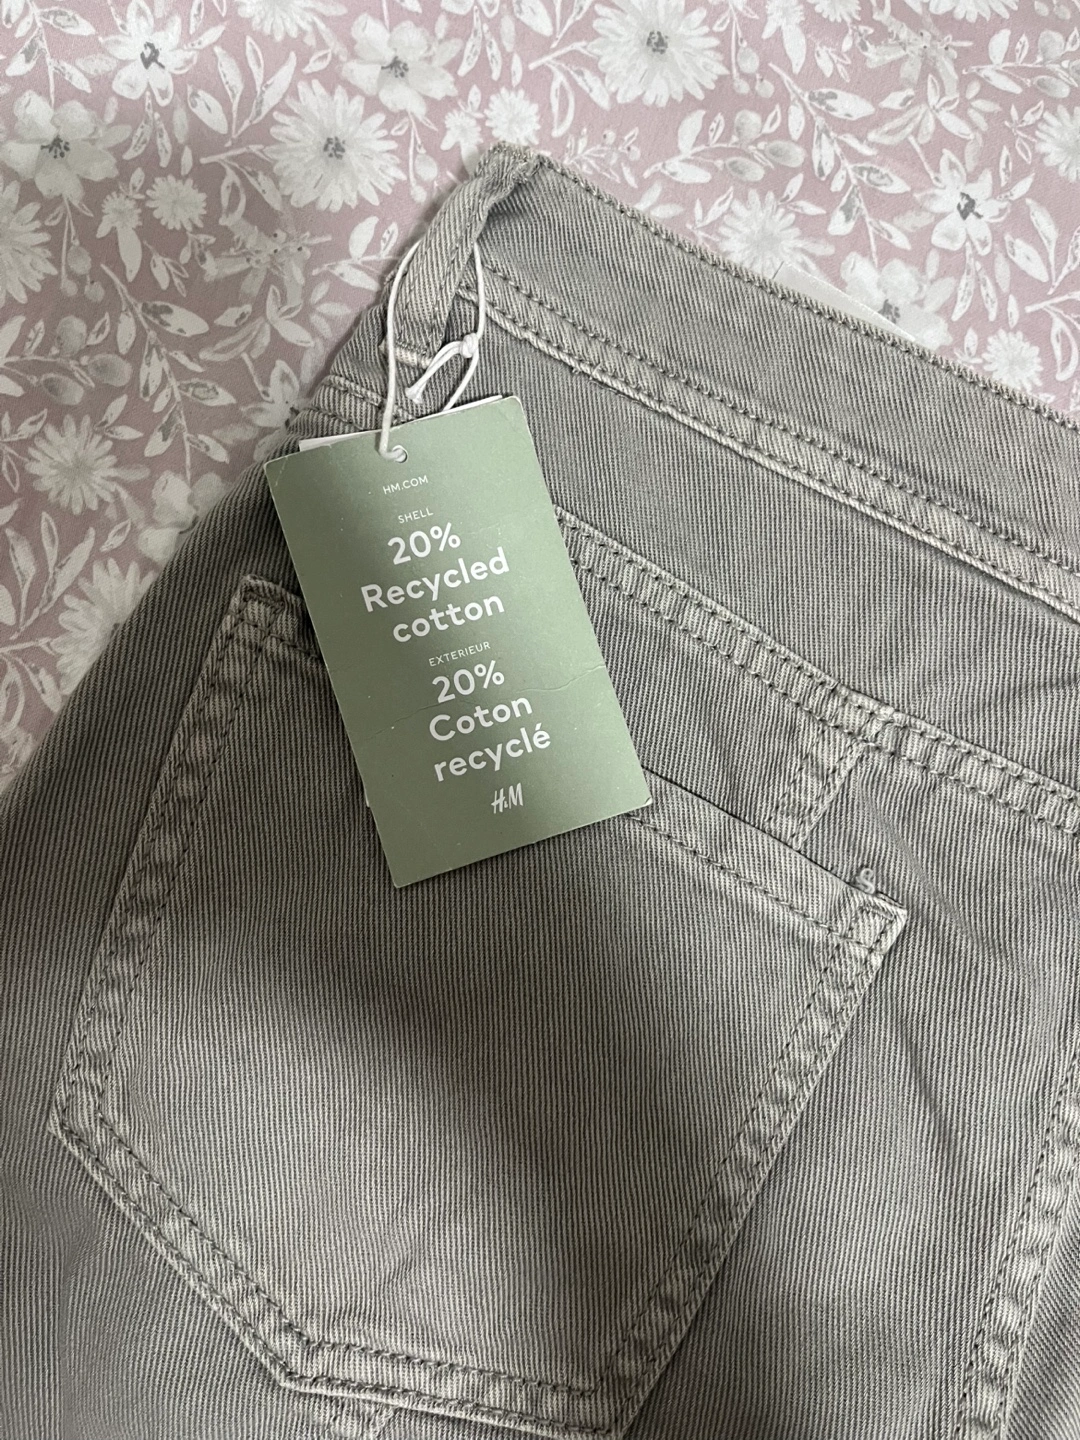 HM.COM
SHELL
20%
Recycled
cotton
EXTERIEUR
20%
Coton
recyclé
H&M